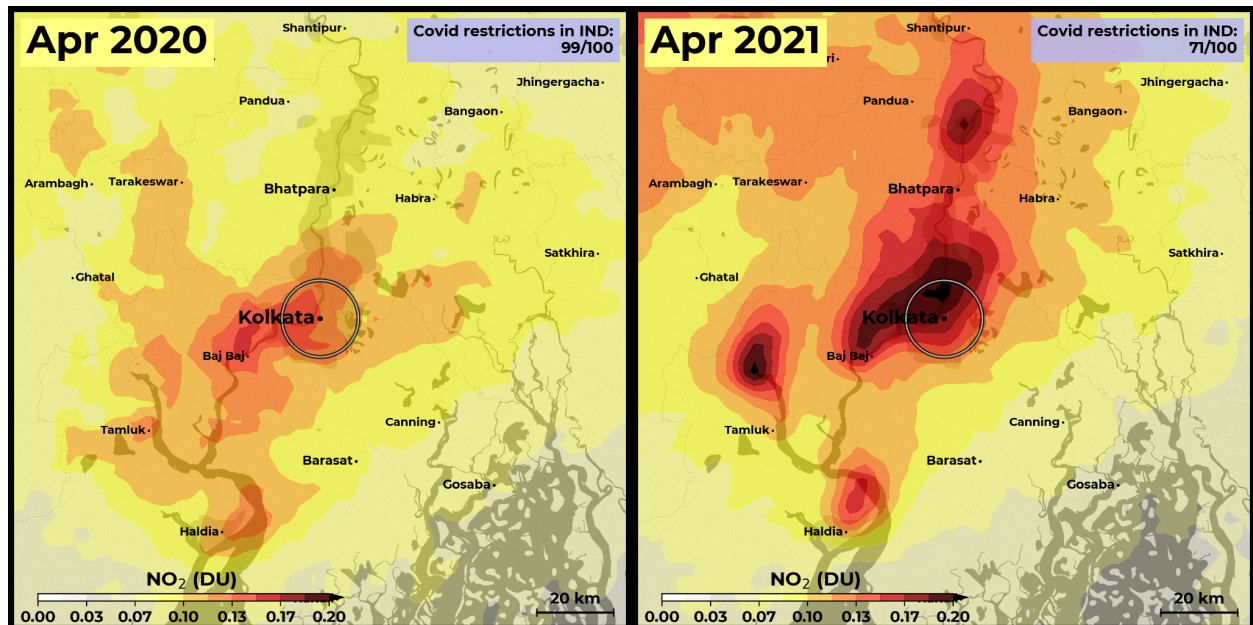 Apr 2020
Covid restrictions in IND:
99/100
Shantipur
Jhingergacha
Pandua
Bangaon
Arambagh
Tarakeswar
Bhatpara
Habra
Satkhira
Ghatal
Kolkata
Baj Baj
Canning
Tamluk
Barasat
Gosaba
Haldia
NO₂ (DU)
20 km
0.00 0.03 0.07 0.10 0.13 0.17 0.20
Apr 2021
Covid restrictions in IND:
71/100
Shantipur
ri
Jhingergacha
Pandua
Bangaon
Arambagh
Tarakeswar
Bhatpara
Habra
Satkhira
Ghatal
Kolkata
Baj Baj
Canning
Tamluk
Barasat
Gosaba
Haldia
NO₂ (DU)
20 km
0.00 0.03 0.07 0.10 0.13 0.17 0.20